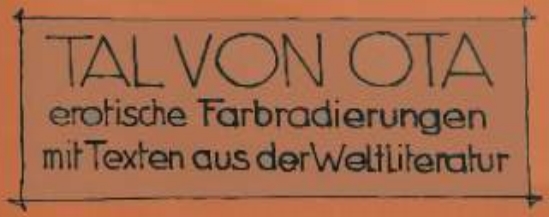 TAL VON OTA
erotische Farbradierungen
mit Texten aus der WeltLiteratur